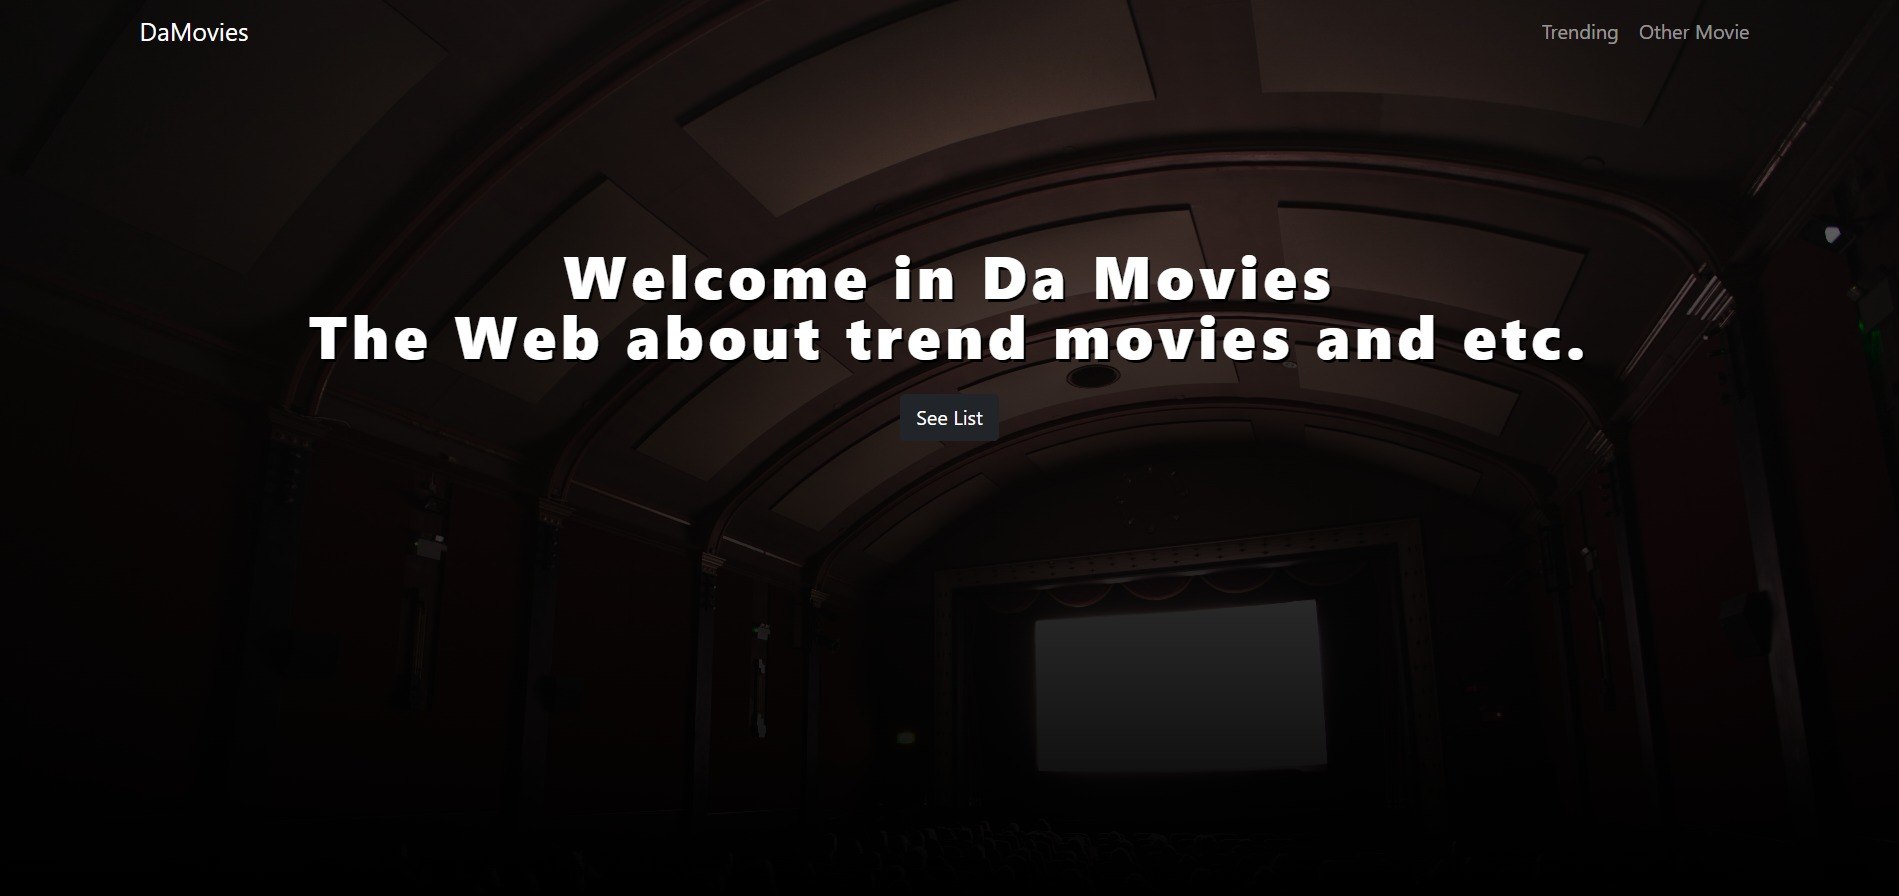 DaMovies
Trending
Other Movie
Welcome in Da Movies
The Web about trend movies and etc.
See List